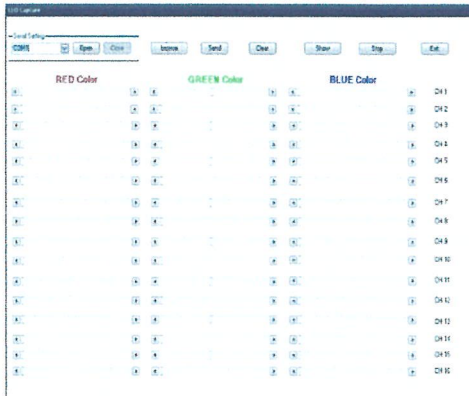 LED Capture
Serial Setting
COM1 Open Close Improve Send Clear Show Stop Exit
RED Color GREEN Color BLUE Color
CH 1
CH 2
CH 3
CH 4
CH 5
CH 6
CH 7
CH 8
CH 9
CH 10
CH 11
CH 12
CH 13
CH 14
CH 15
CH 16